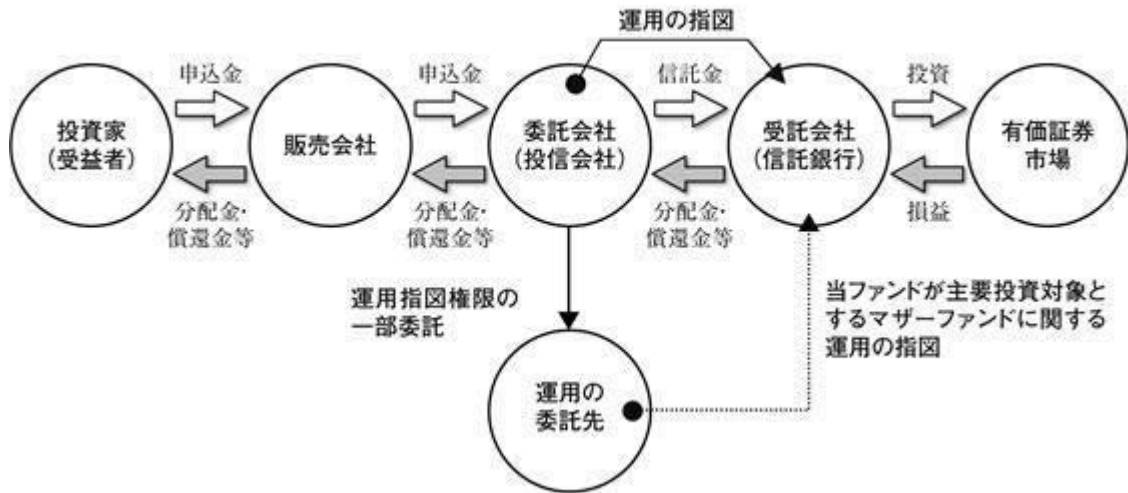 運用の指図
申込金
申込金
信託金
投資
投資家
(受益者)
販売会社
委託会社
(投信会社)
受託会社
(信託銀行)
有価証券
市場
分配金・
償還金等
分配金・
償還金等
分配金・
償還金等
損益
運用指図権限の
一部委託
当ファンドが主要投資対象と
するマザーファンドに関する
運用の指図
運用の
委託先